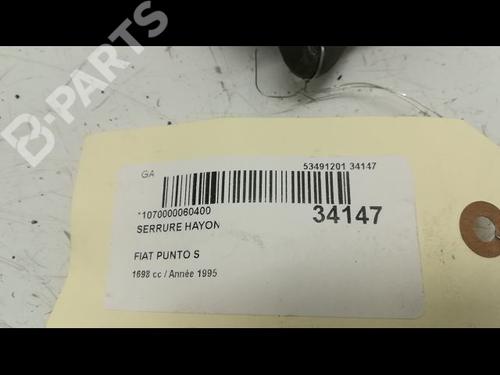 B-PARTS
GA
53491201 34147
*1070000060400
34147
SERRURE HAYON
FIAT PUNTO S
1698 cc / Année 1995